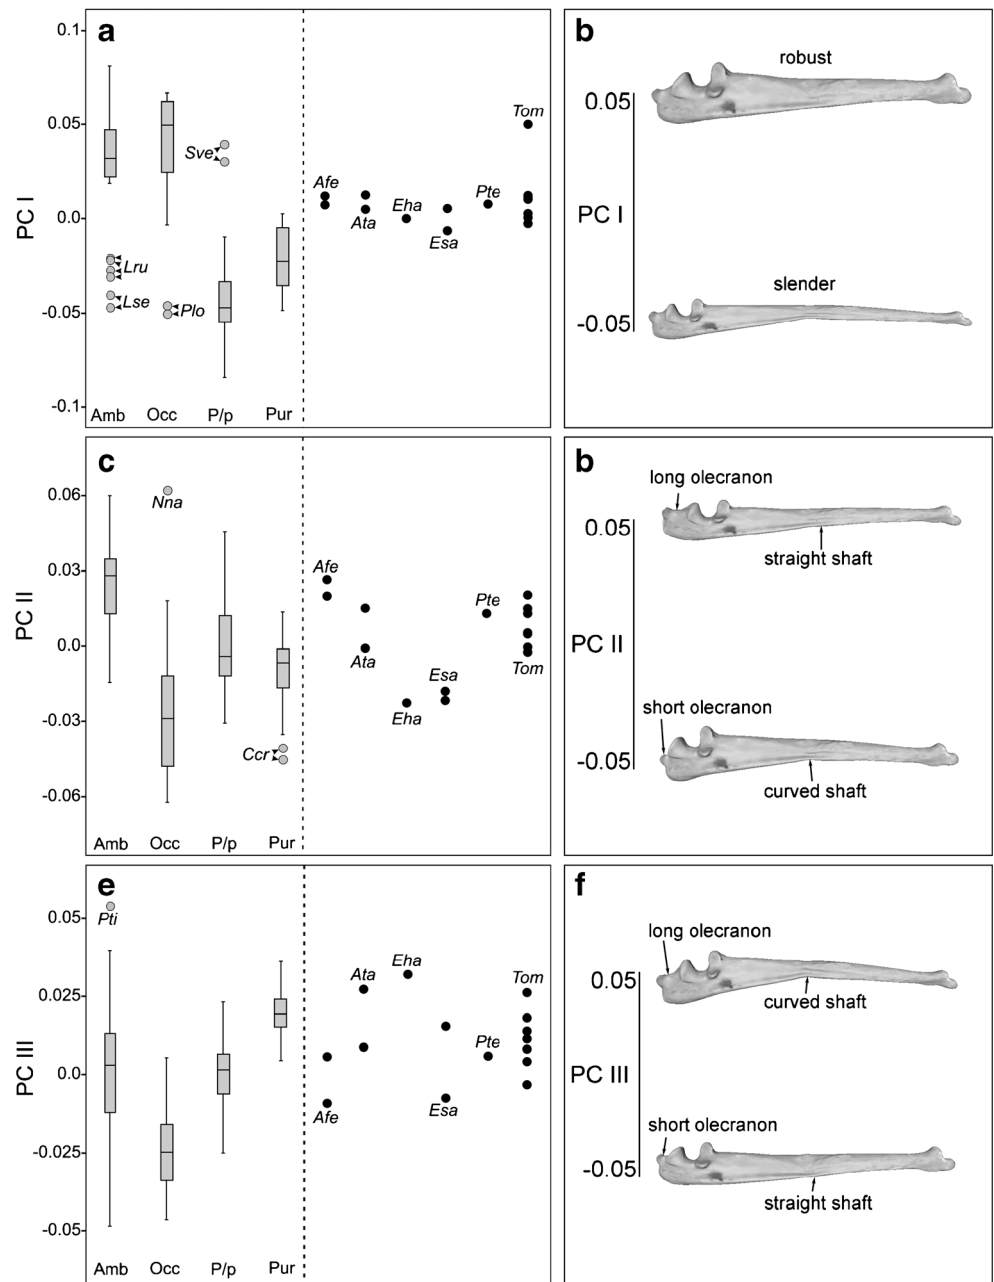 a
0.1
0.05
0.0
-0.05
-0.1
PC I
Sve
Lru
Lse
Plo
Afe
Ata
Eha
Esa
Pte
Tom
Amb Occ P/p Pur
b
robust
0.05
PC I
slender
-0.05
c
0.06
0.03
0.0
-0.03
-0.06
PC II
Nna
Ccr
Afe
Ata
Eha
Esa
Pte
Tom
Amb Occ P/p Pur
b
long olecranon
0.05
straight shaft
PC II
short olecranon
-0.05
curved shaft
e
0.05
0.025
0.0
-0.025
-0.05
PC III
Pti
Afe
Ata
Eha
Esa
Pte
Tom
Amb Occ P/p Pur
f
long olecranon
0.05
curved shaft
PC III
short olecranon
-0.05
straight shaft